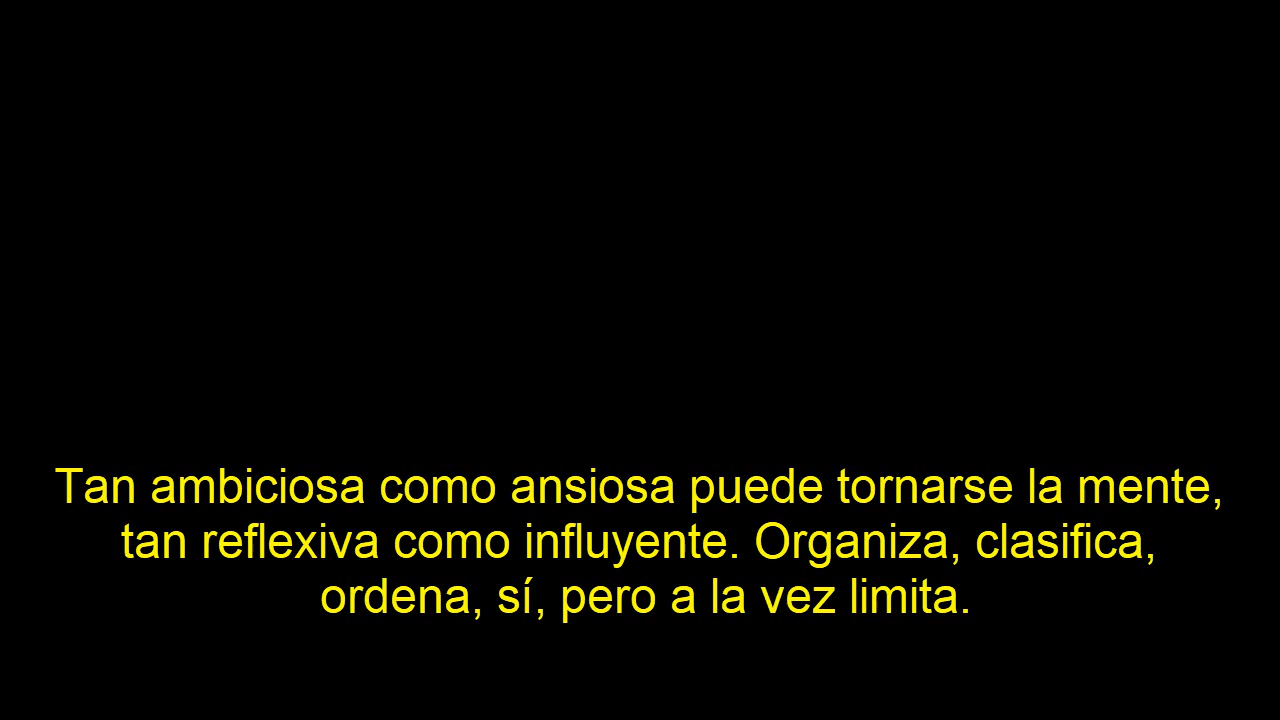 Tan ambiciosa como ansiosa puede tornarse la mente,
tan reflexiva como influyente. Organiza, clasifica,
ordena, sí, pero a la vez limita.